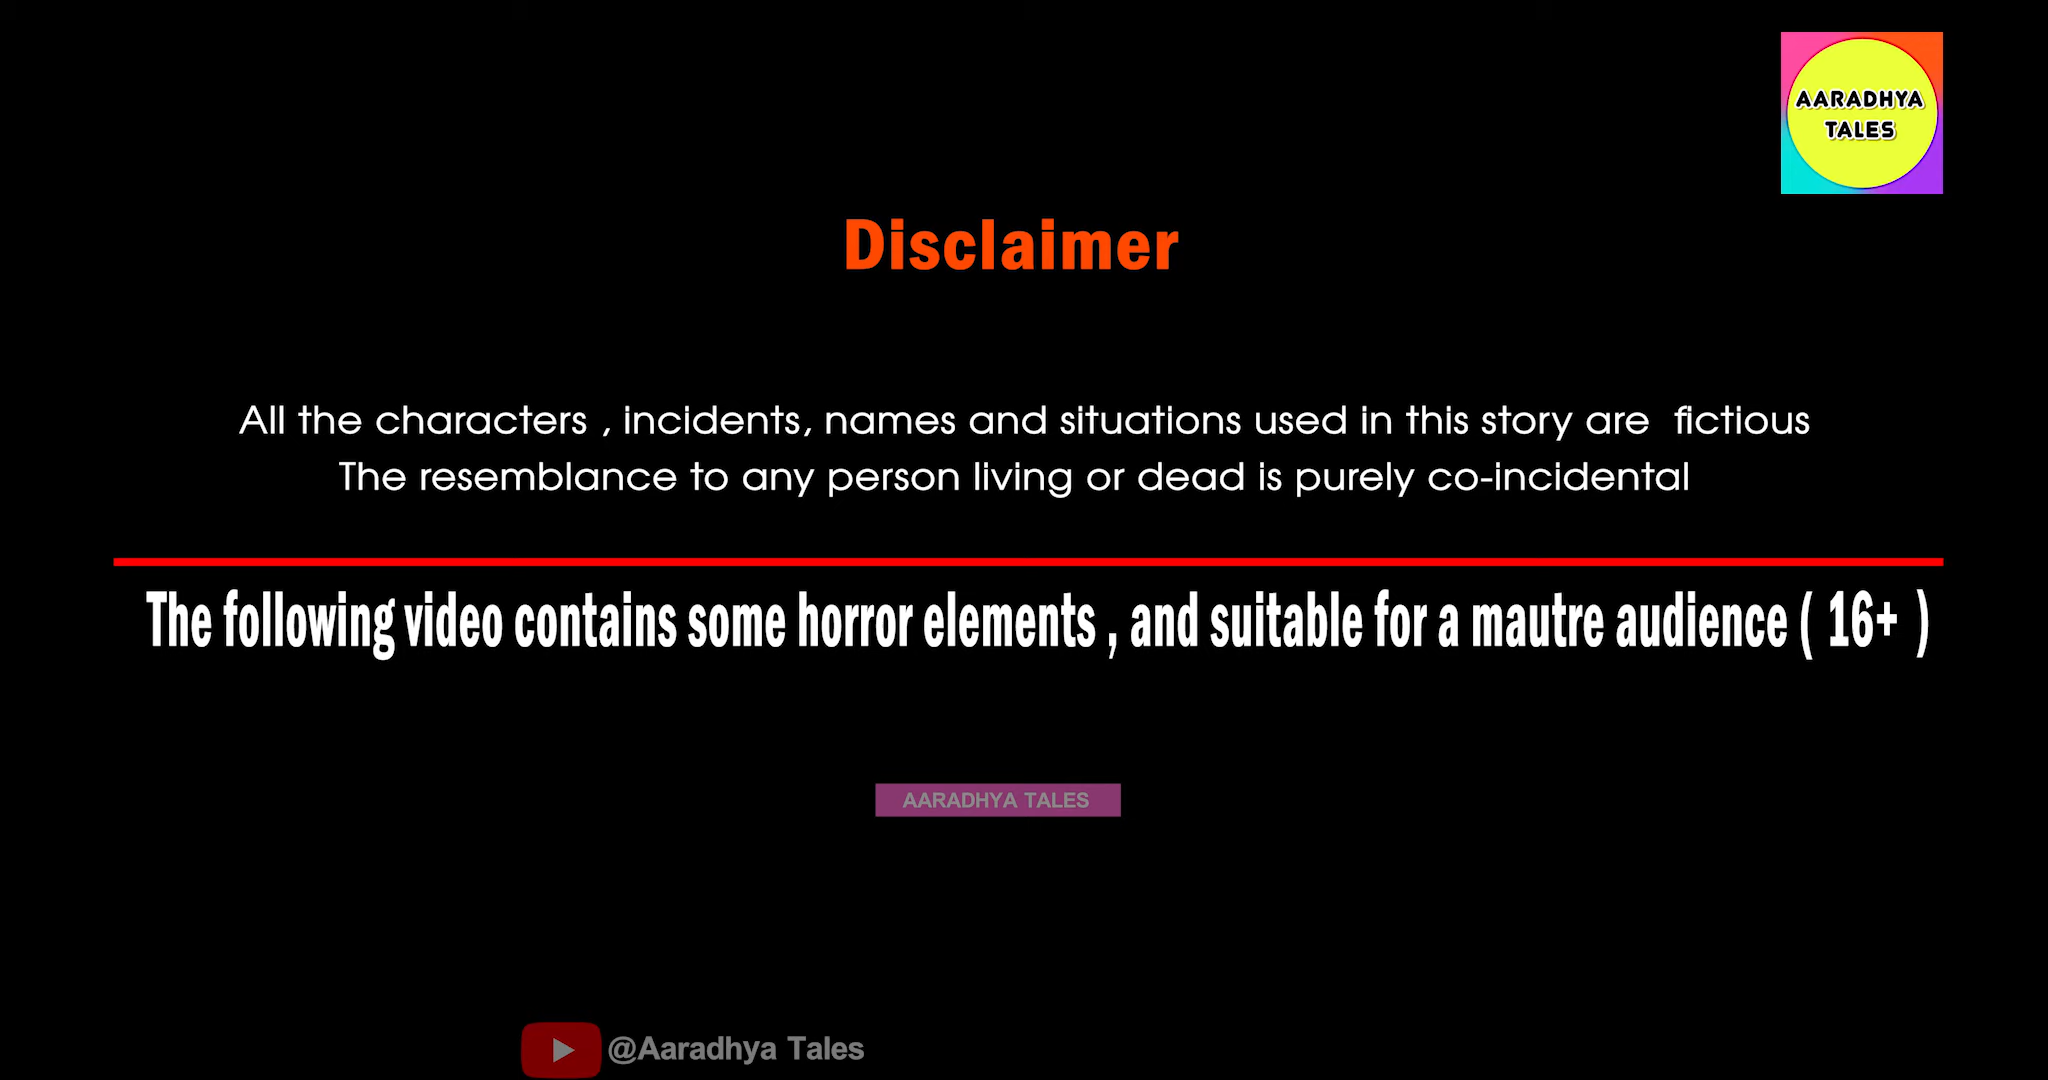 AARADHYA
TALES
Disclaimer
All the characters , incidents, names and situations used in this story are fictious
The resemblance to any person living or dead is purely co-incidental
The following video contains some horror elements , and suitable for a mautre audience ( 16+ )
AARADHYA TALES
@Aaradhya Tales